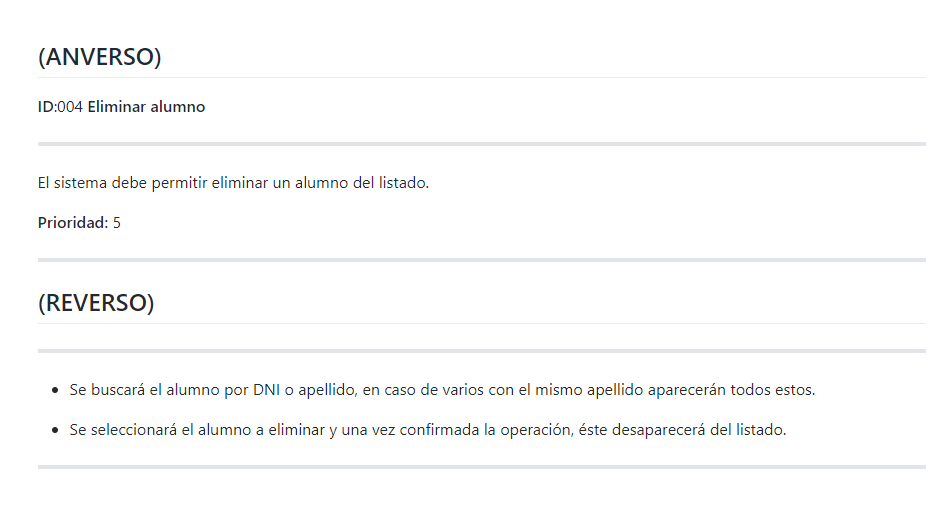 (ANVERSO)
ID:004 Eliminar alumno
El sistema debe permitir eliminar un alumno del listado.
Prioridad: 5
(REVERSO)
• Se buscará el alumno por DNI o apellido, en caso de varios con el mismo apellido aparecerán todos estos.
• Se seleccionará el alumno a eliminar y una vez confirmada la operación, éste desaparecerá del listado.